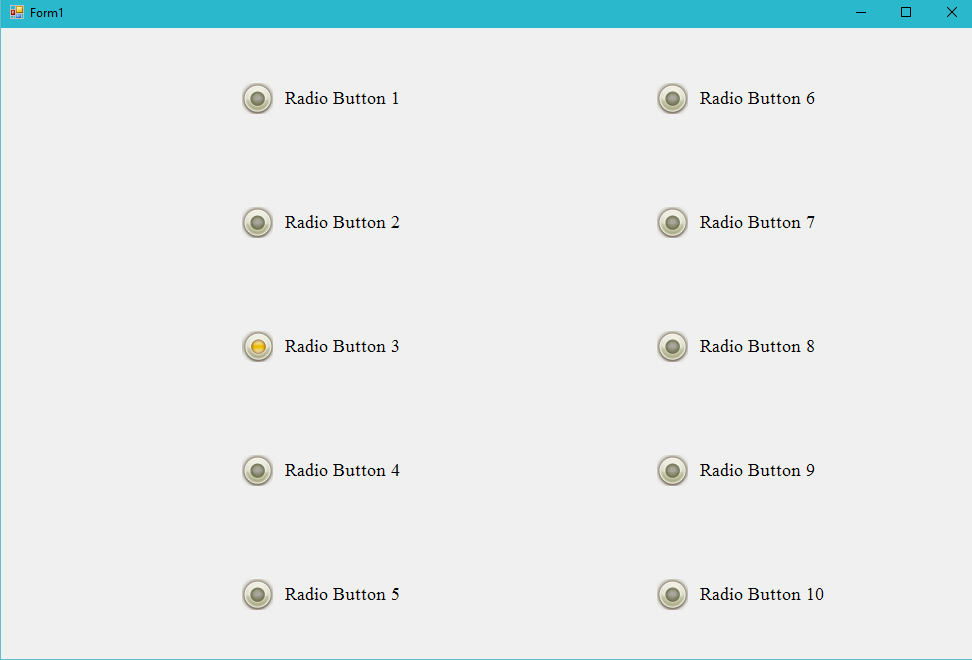 Form1
Radio Button 1
Radio Button 2
Radio Button 3
Radio Button 4
Radio Button 5
Radio Button 6
Radio Button 7
Radio Button 8
Radio Button 9
Radio Button 10